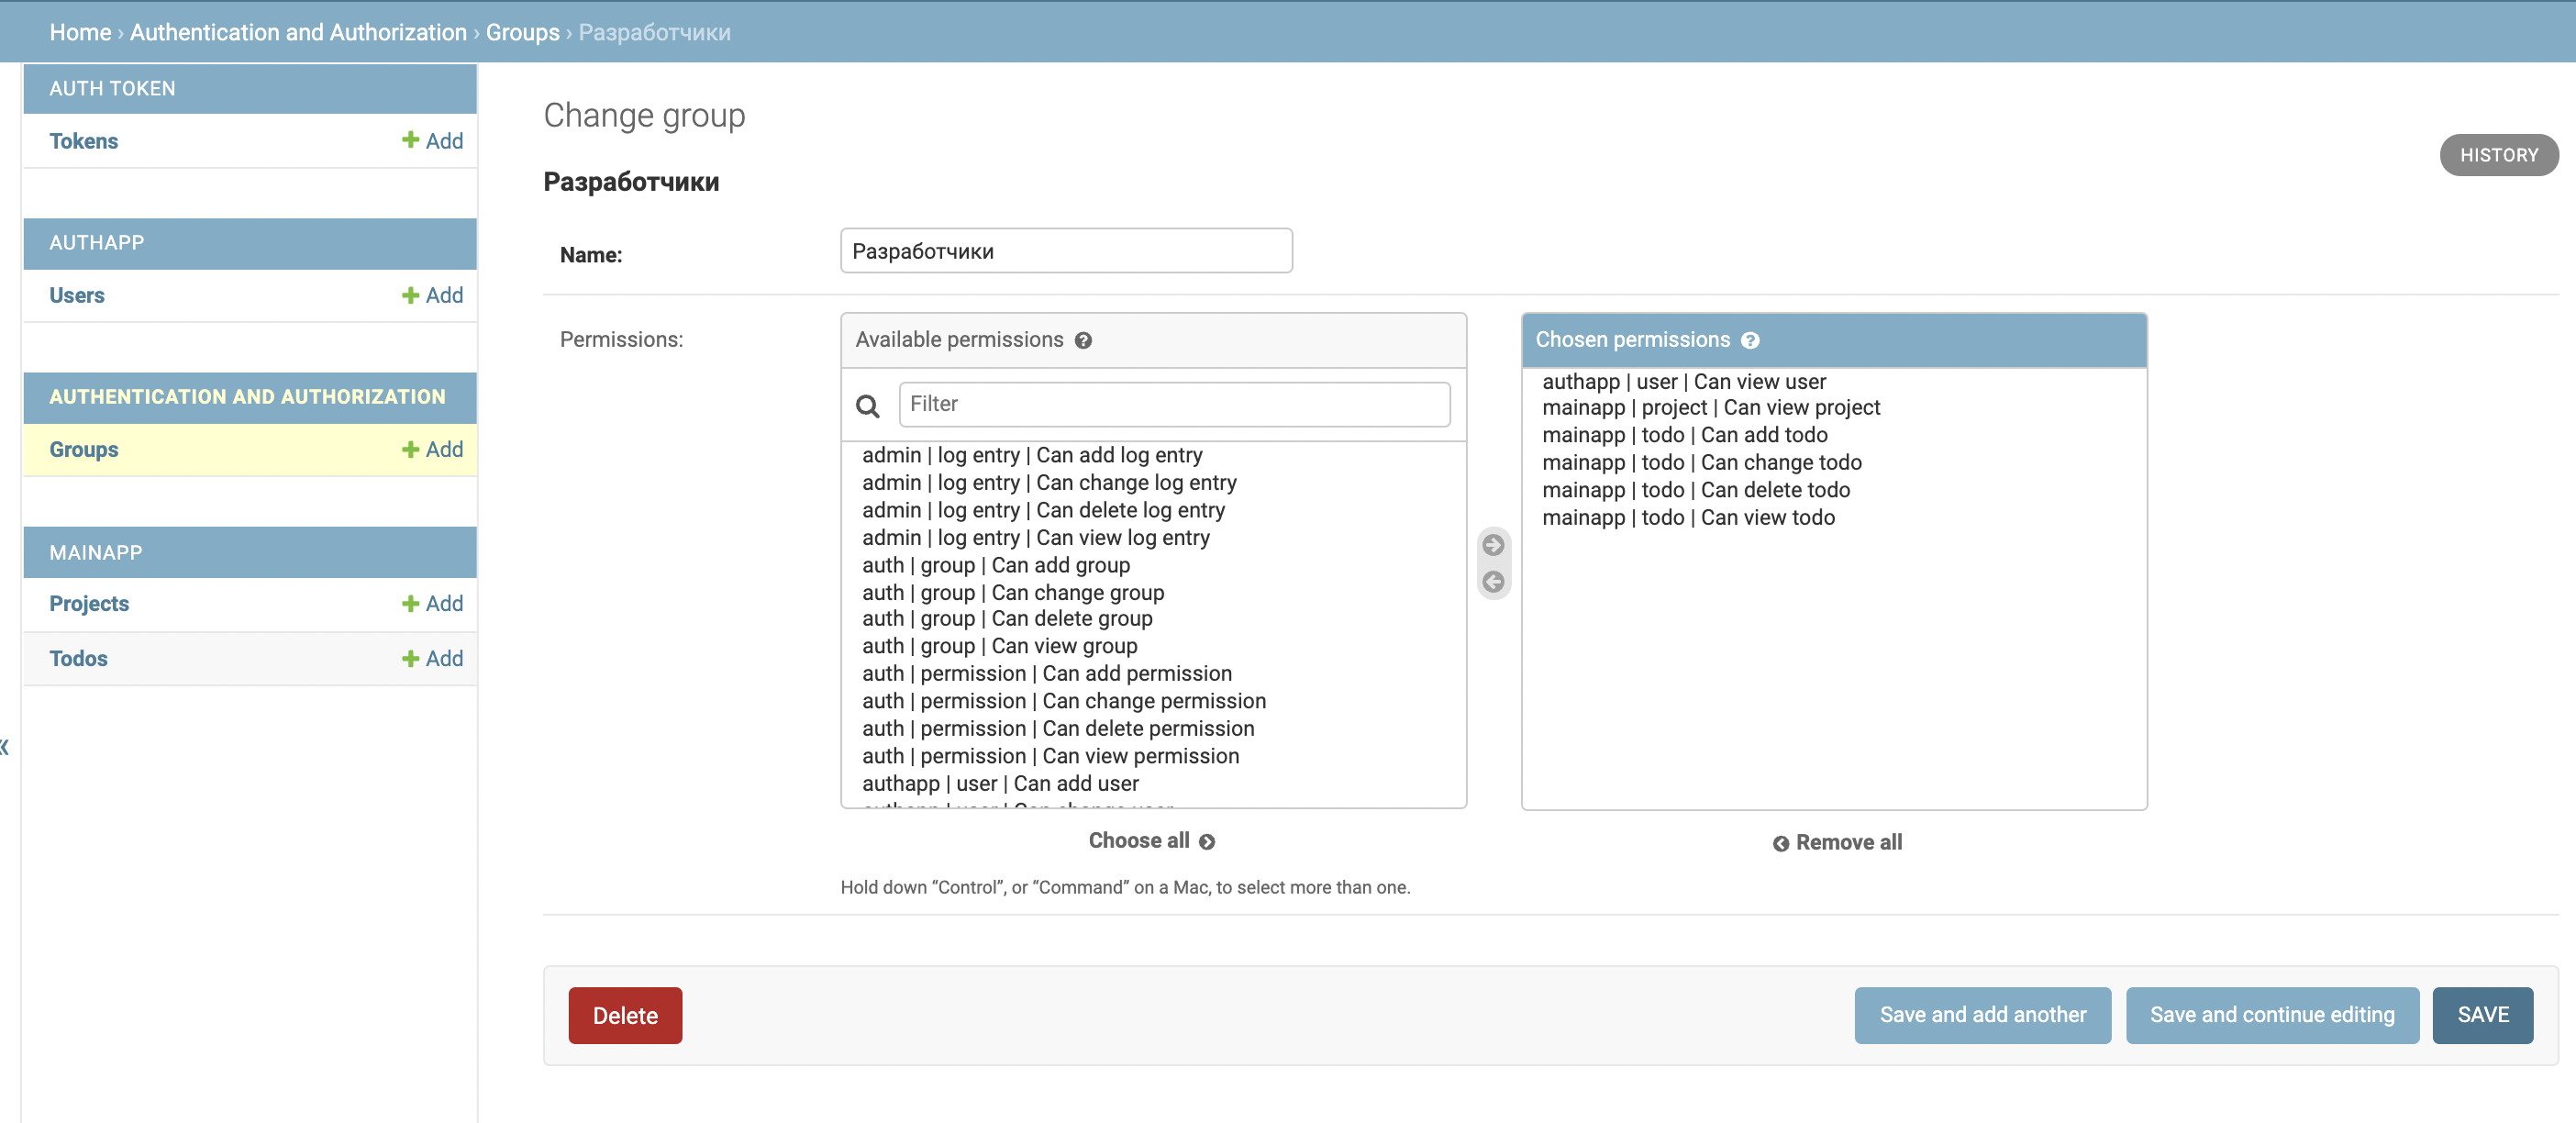 Home › Authentication and Authorization › Groups › Разработчики
AUTH TOKEN
Tokens
Add
AUTHAPP
Users
Add
AUTHENTICATION AND AUTHORIZATION
Groups
Add
MAINAPP
Projects
Add
Todos
Add
«
Change group
HISTORY
Разработчики
Name:
Разработчики
Permissions:
Available permissions ?
Filter
admin | log entry | Can add log entry
admin | log entry | Can change log entry
admin | log entry | Can delete log entry
admin | log entry | Can view log entry
auth | group | Can add group
auth | group | Can change group
auth | group | Can delete group
auth | group | Can view group
auth | permission | Can add permission
auth | permission | Can change permission
auth | permission | Can delete permission
auth | permission | Can view permission
authapp | user | Can add user
authapp | user | Can change user
Choose all
Hold down “Control”, or “Command” on a Mac, to select more than one.
Chosen permissions ?
authapp | user | Can view user
mainapp | project | Can view project
mainapp | todo | Can add todo
mainapp | todo | Can change todo
mainapp | todo | Can delete todo
mainapp | todo | Can view todo
Remove all
Delete
Save and add another
Save and continue editing
SAVE